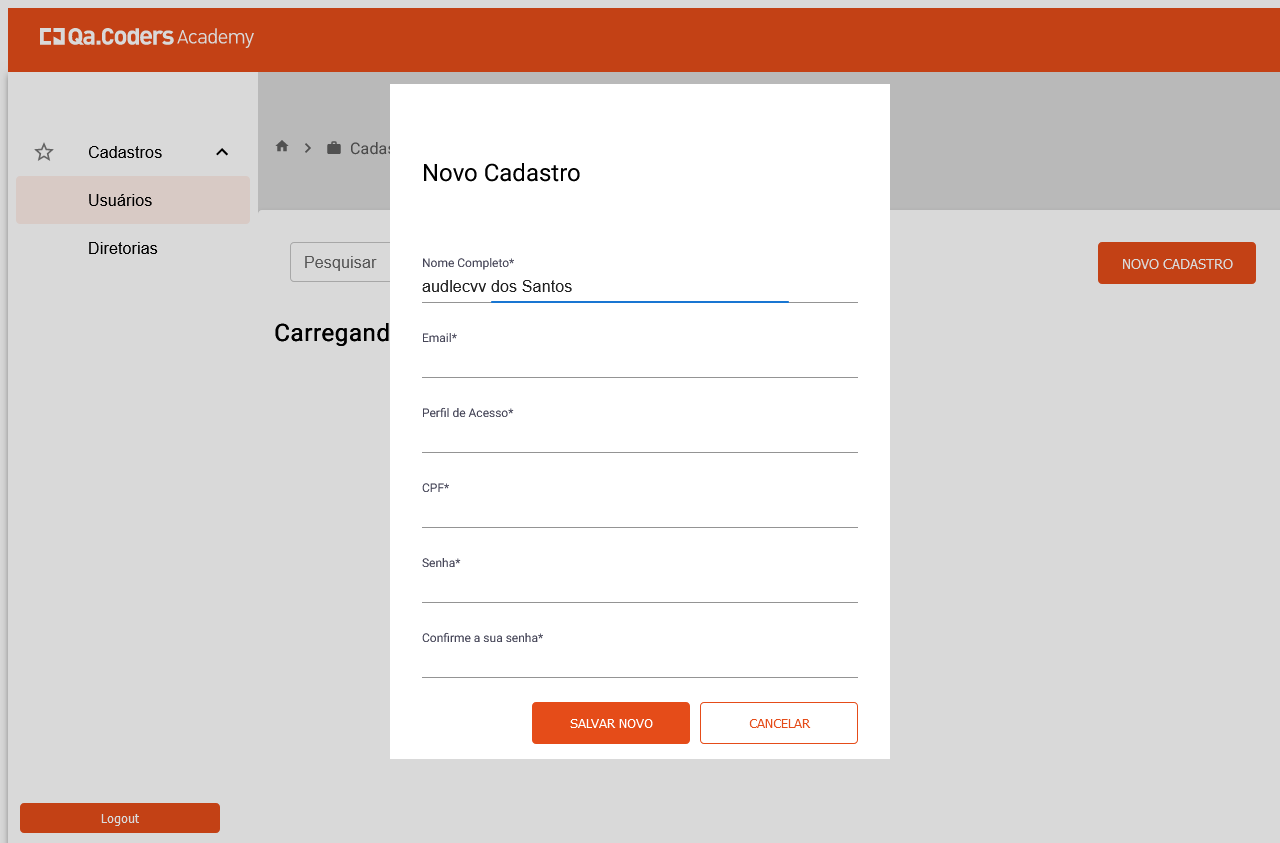 Qa.Coders Academy
Cadastros
Usuários
Diretorias
Cadas
Pesquisar
NOVO CADASTRO
Carregand
Novo Cadastro
Nome Completo*
audlecvv dos Santos
Email*
Perfil de Acesso*
CPF*
Senha*
Confirme a sua senha*
SALVAR NOVO
CANCELAR
Logout